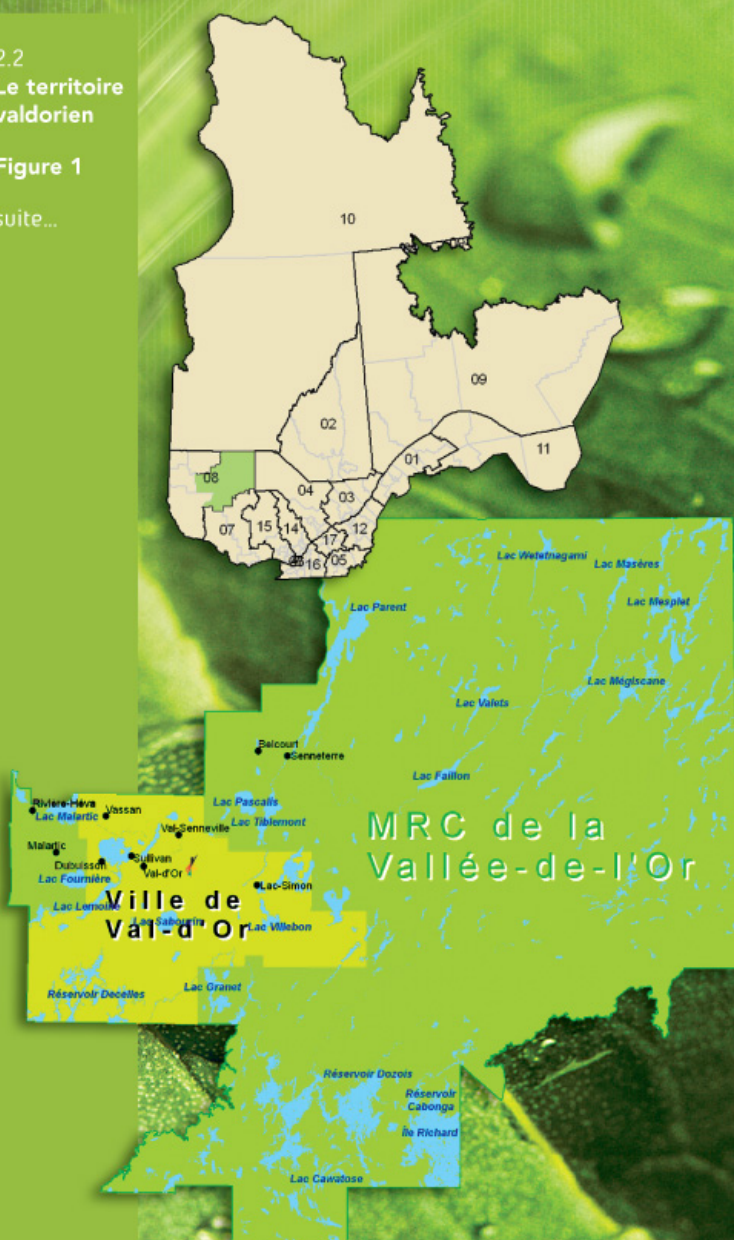 2.2
Le territoire
valdorien
Figure 1
suite...
10
09
02
11
01
08
04
03
07
15
14
12
17
16
05
Lac Wetetnagami
Lac Masères
Lac Mesplet
Lac Parent
Lac Mégiscane
Lac Valets
Belcourt
Senneterre
Lac Faillon
Rivière-Héva
Lac Malartic
Vassan
Lac Pascalis
Lac Tiblemont
Val-Senneville
MRC de la
Vallée-de-l'Or
Malartic
Dubuisson
Sullivan
Val-d'Or
Lac Fournière
Lac-Simon
Lac Lemoine
Ville de
Val-d'Or
Lac Sabourin
Lac Villebon
Réservoir Decelles
Lac Granet
Réservoir Dozois
Réservoir
Cabonga
Île Richard
Lac Cawatose